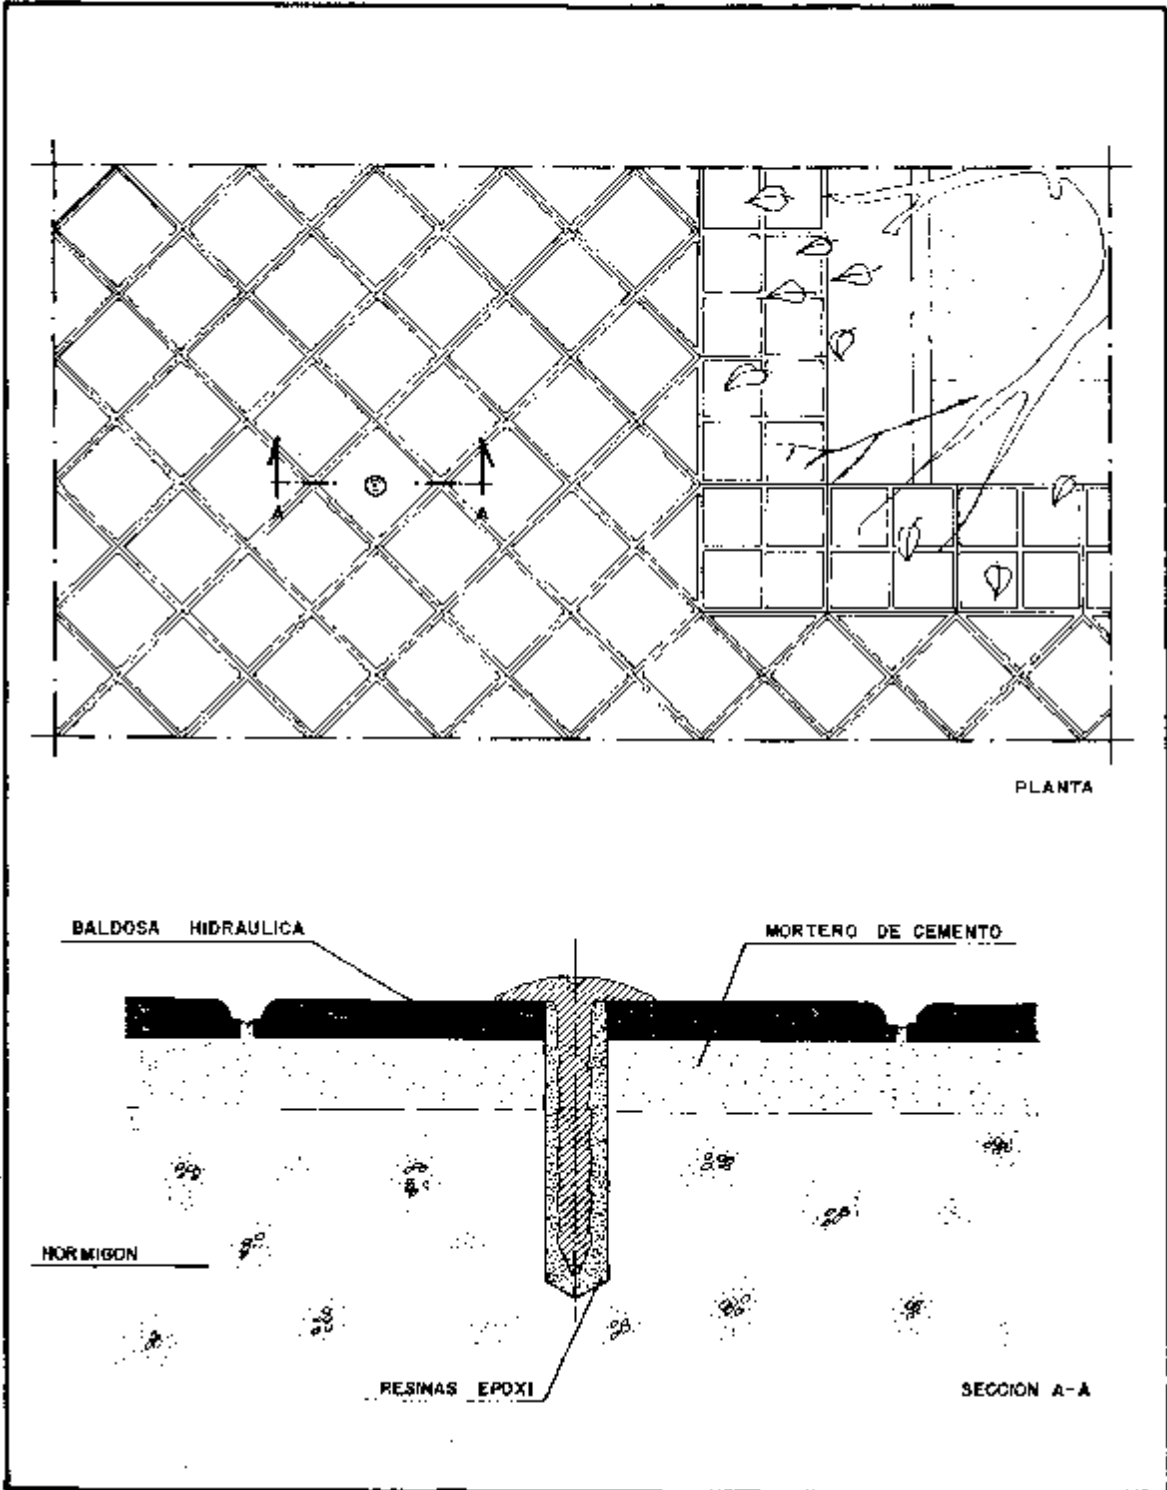 A A
PLANTA
BALDOSA HIDRAULICA
MORTERO DE CEMENTO
HORMIGON
RESINAS EPOXI
SECCION A-A